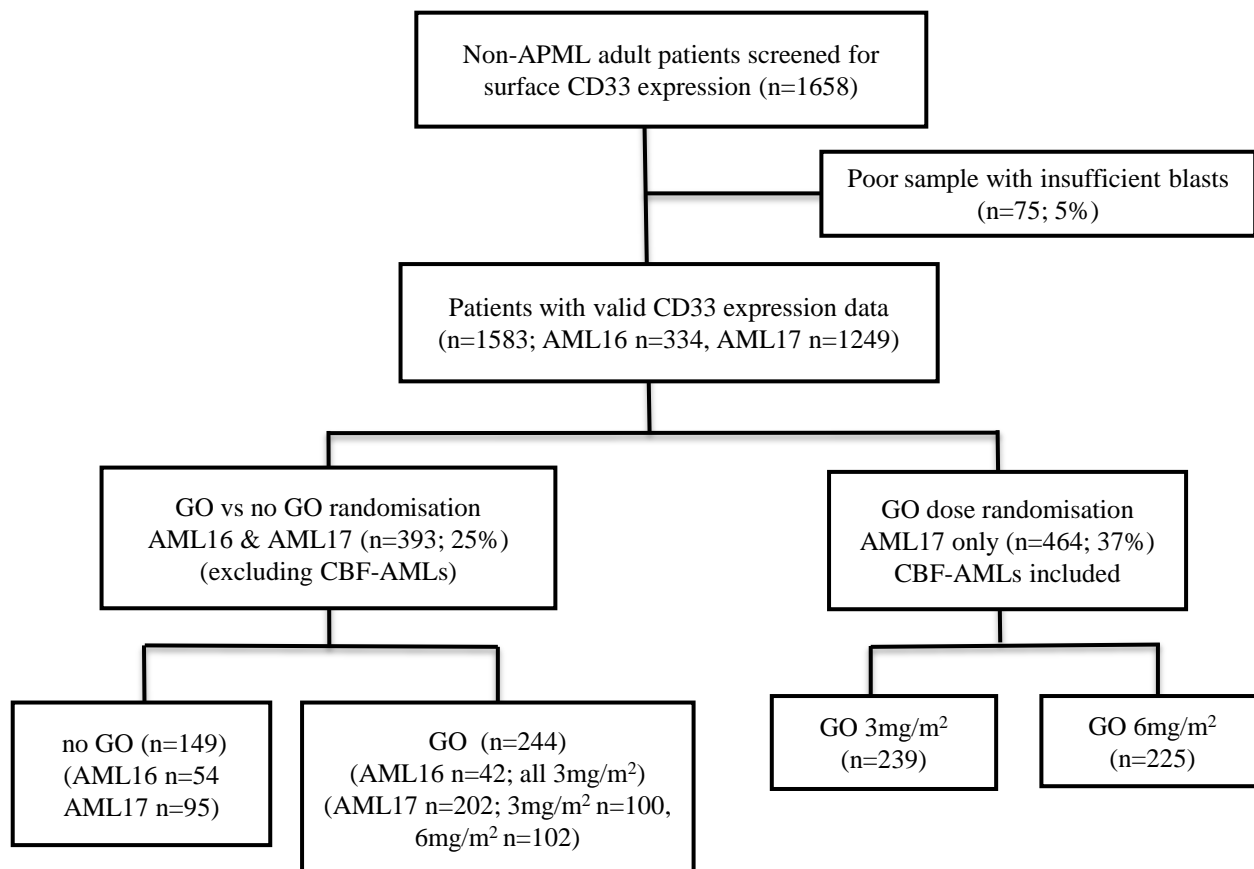 Non-APML adult patients screened for
surface CD33 expression (n=1658)
Poor sample with insufficient blasts
(n=75; 5%)
Patients with valid CD33 expression data
(n=1583; AML16 n=334, AML17 n=1249)
GO vs no GO randomisation
AML16 & AML17 (n=393; 25%)
(excluding CBF-AMLs)
GO dose randomisation
AML17 only (n=464; 37%)
CBF-AMLs included
no GO (n=149)
(AML16 n=54
AML17 n=95)
GO (n=244)
(AML16 n=42; all 3mg/m²)
(AML17 n=202; 3mg/m² n=100,
6mg/m² n=102)
GO 3mg/m²
(n=239)
GO 6mg/m²
(n=225)